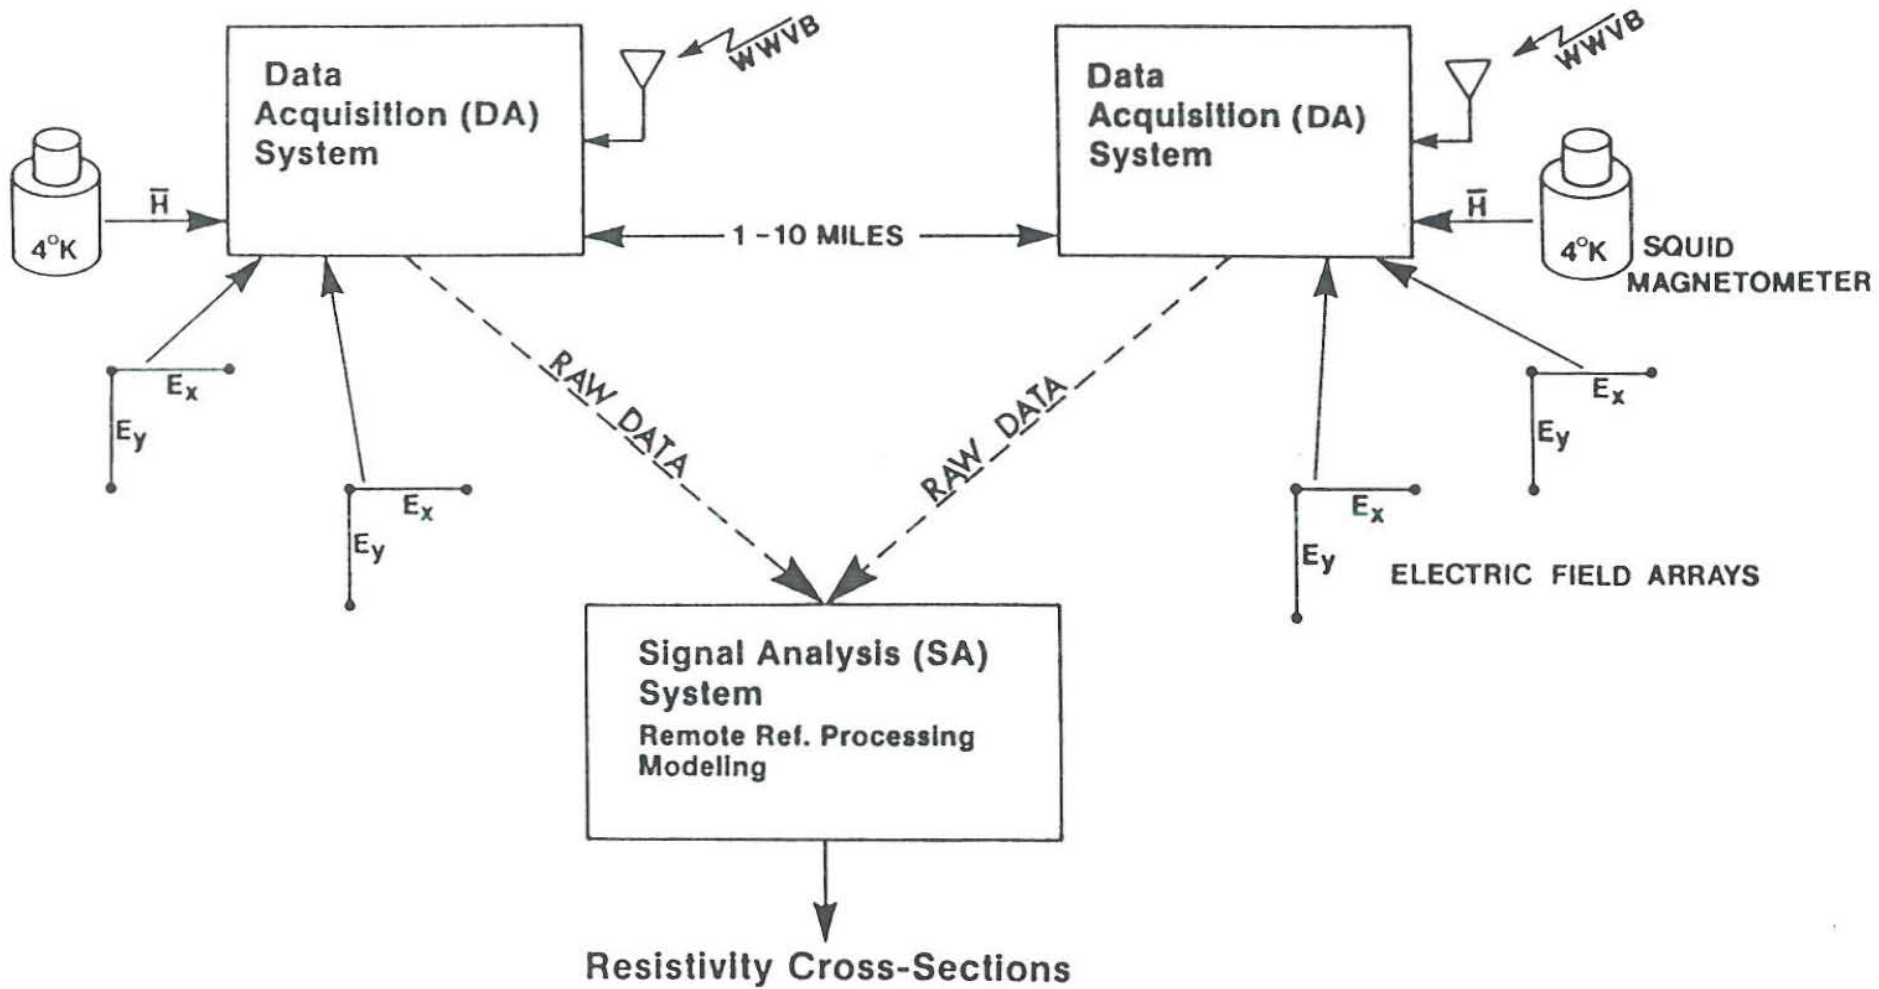 WWVB
WWVB
Data
Acquisition (DA)
System
Data
Acquisition (DA)
System
H̅
4°K
1-10 MILES
H̅
4°K
SQUID
MAGNETOMETER
Ex
Ey
Ex
Ey
RAW DATA
RAW DATA
Ex
Ey
Ex
Ey
ELECTRIC FIELD ARRAYS
Signal Analysis (SA)
System
Remote Ref. Processing
Modeling
Resistivity Cross-Sections